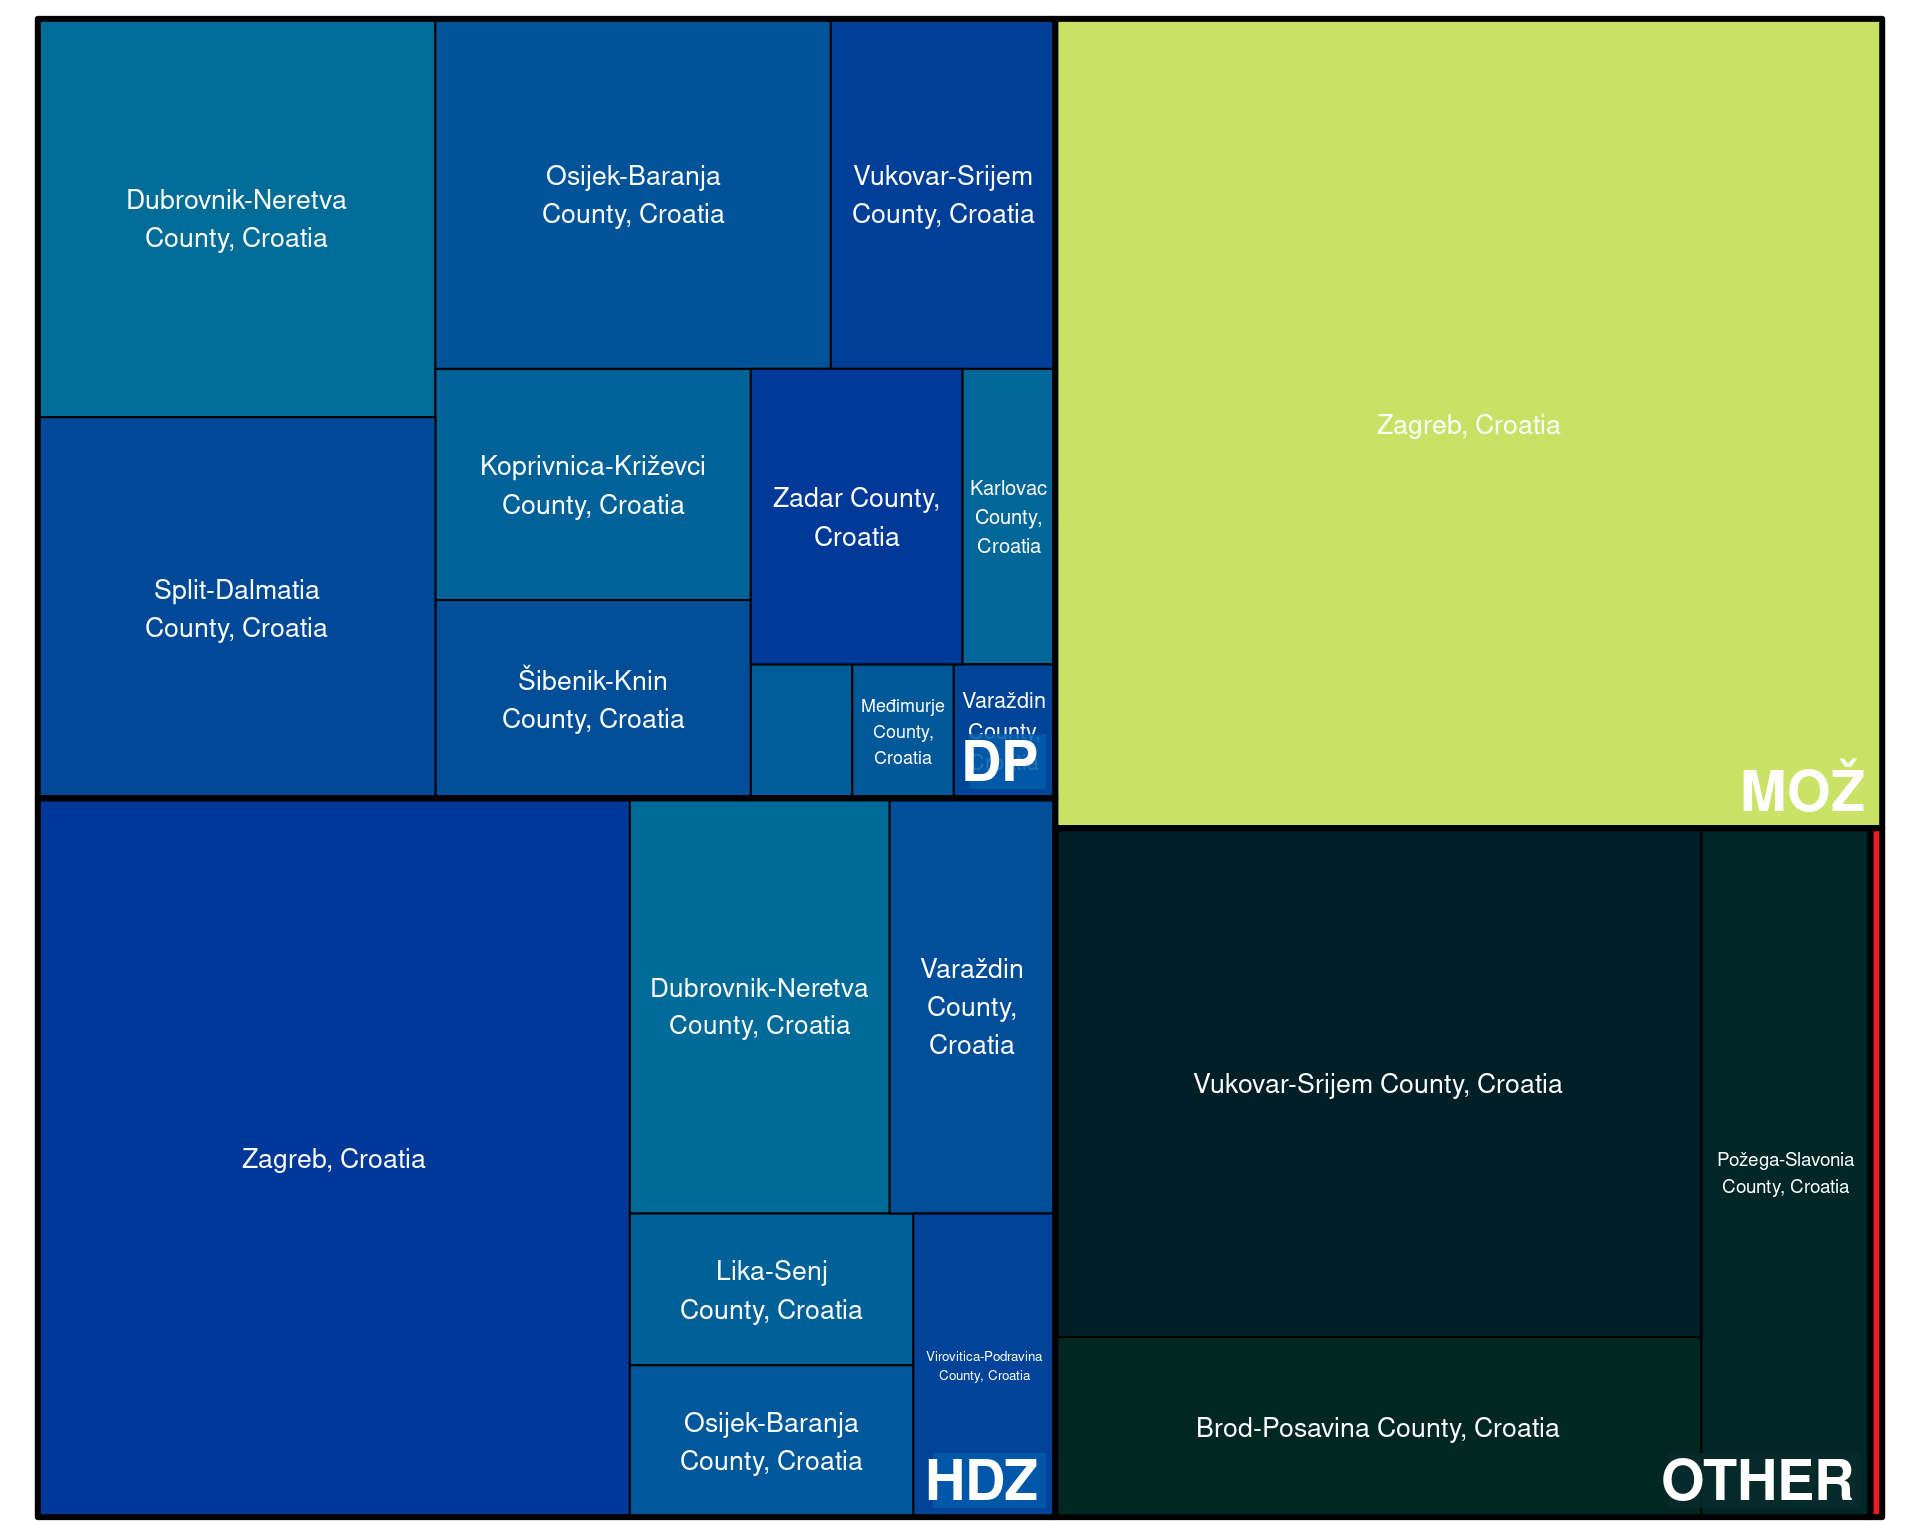 Dubrovnik-Neretva
County, Croatia
Osijek-Baranja
County, Croatia
Vukovar-Srijem
County, Croatia
Split-Dalmatia
County, Croatia
Koprivnica-Križevci
County, Croatia
Zadar County,
Croatia
Karlovac
County,
Croatia
Šibenik-Knin
County, Croatia
Međimurje
County,
Croatia
Varaždin
County,
Croatia
DP
Zagreb, Croatia
MOŽ
Zagreb, Croatia
Dubrovnik-Neretva
County, Croatia
Varaždin
County,
Croatia
Lika-Senj
County, Croatia
Osijek-Baranja
County, Croatia
Virovitica-Podravina
County, Croatia
HDZ
Vukovar-Srijem County, Croatia
Požega-Slavonia
County, Croatia
Brod-Posavina County, Croatia
OTHER